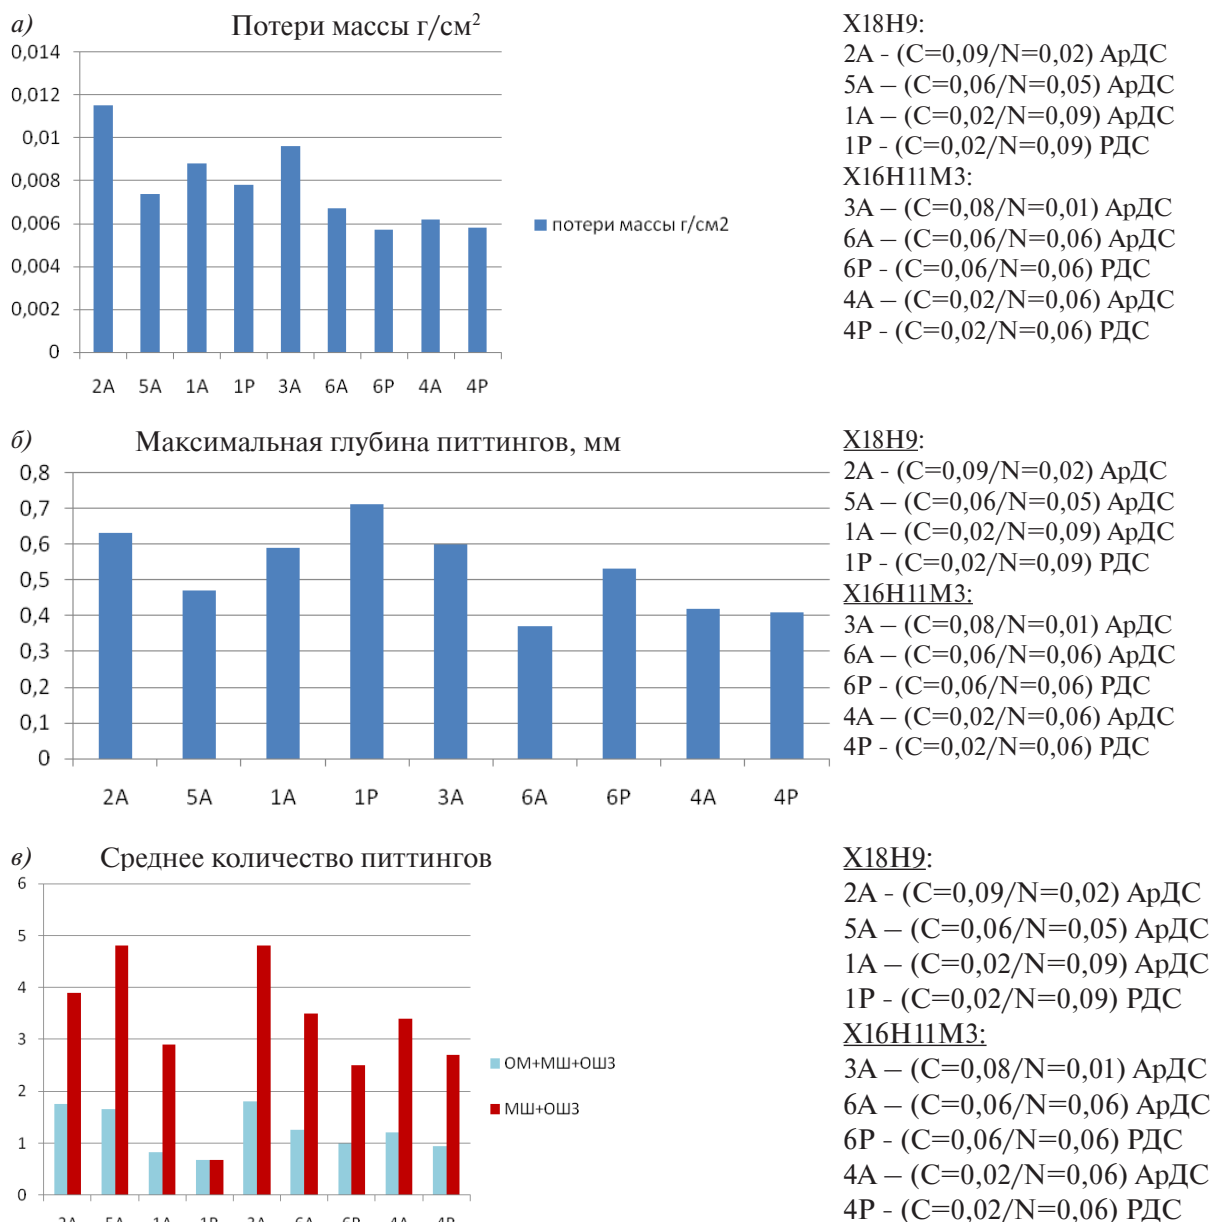 а) Потери массы г/см²
0,014
0,012
0,01
0,008
0,006
0,004
0,002
0
2А 5А 1А 1Р 3А 6А 6Р 4А 4Р
потери массы г/см2
Х18Н9:
2А - (C=0,09/N=0,02) АрДС
5А – (C=0,06/N=0,05) АрДС
1А – (C=0,02/N=0,09) АрДС
1Р - (C=0,02/N=0,09) РДС
Х16Н11М3:
3А – (C=0,08/N=0,01) АрДС
6А – (C=0,06/N=0,06) АрДС
6Р - (C=0,06/N=0,06) РДС
4А – (C=0,02/N=0,06) АрДС
4Р - (C=0,02/N=0,06) РДС
б) Максимальная глубина питтингов, мм
0,8
0,7
0,6
0,5
0,4
0,3
0,2
0,1
0
2А 5А 1А 1Р 3А 6А 6Р 4А 4Р
Х18Н9:
2А - (C=0,09/N=0,02) АрДС
5А – (C=0,06/N=0,05) АрДС
1А – (C=0,02/N=0,09) АрДС
1Р - (C=0,02/N=0,09) РДС
Х16Н11М3:
3А – (C=0,08/N=0,01) АрДС
6А – (C=0,06/N=0,06) АрДС
6Р - (C=0,06/N=0,06) РДС
4А – (C=0,02/N=0,06) АрДС
4Р - (C=0,02/N=0,06) РДС
в) Среднее количество питтингов
6
5
4
3
2
1
0
2А 5А 1А 1Р 3А 6А 6Р 4А 4Р
ОМ+МШ+ОШЗ
МШ+ОШЗ
Х18Н9:
2А - (C=0,09/N=0,02) АрДС
5А – (C=0,06/N=0,05) АрДС
1А – (C=0,02/N=0,09) АрДС
1Р - (C=0,02/N=0,09) РДС
Х16Н11М3:
3А – (C=0,08/N=0,01) АрДС
6А – (C=0,06/N=0,06) АрДС
6Р - (C=0,06/N=0,06) РДС
4А – (C=0,02/N=0,06) АрДС
4Р - (C=0,02/N=0,06) РДС